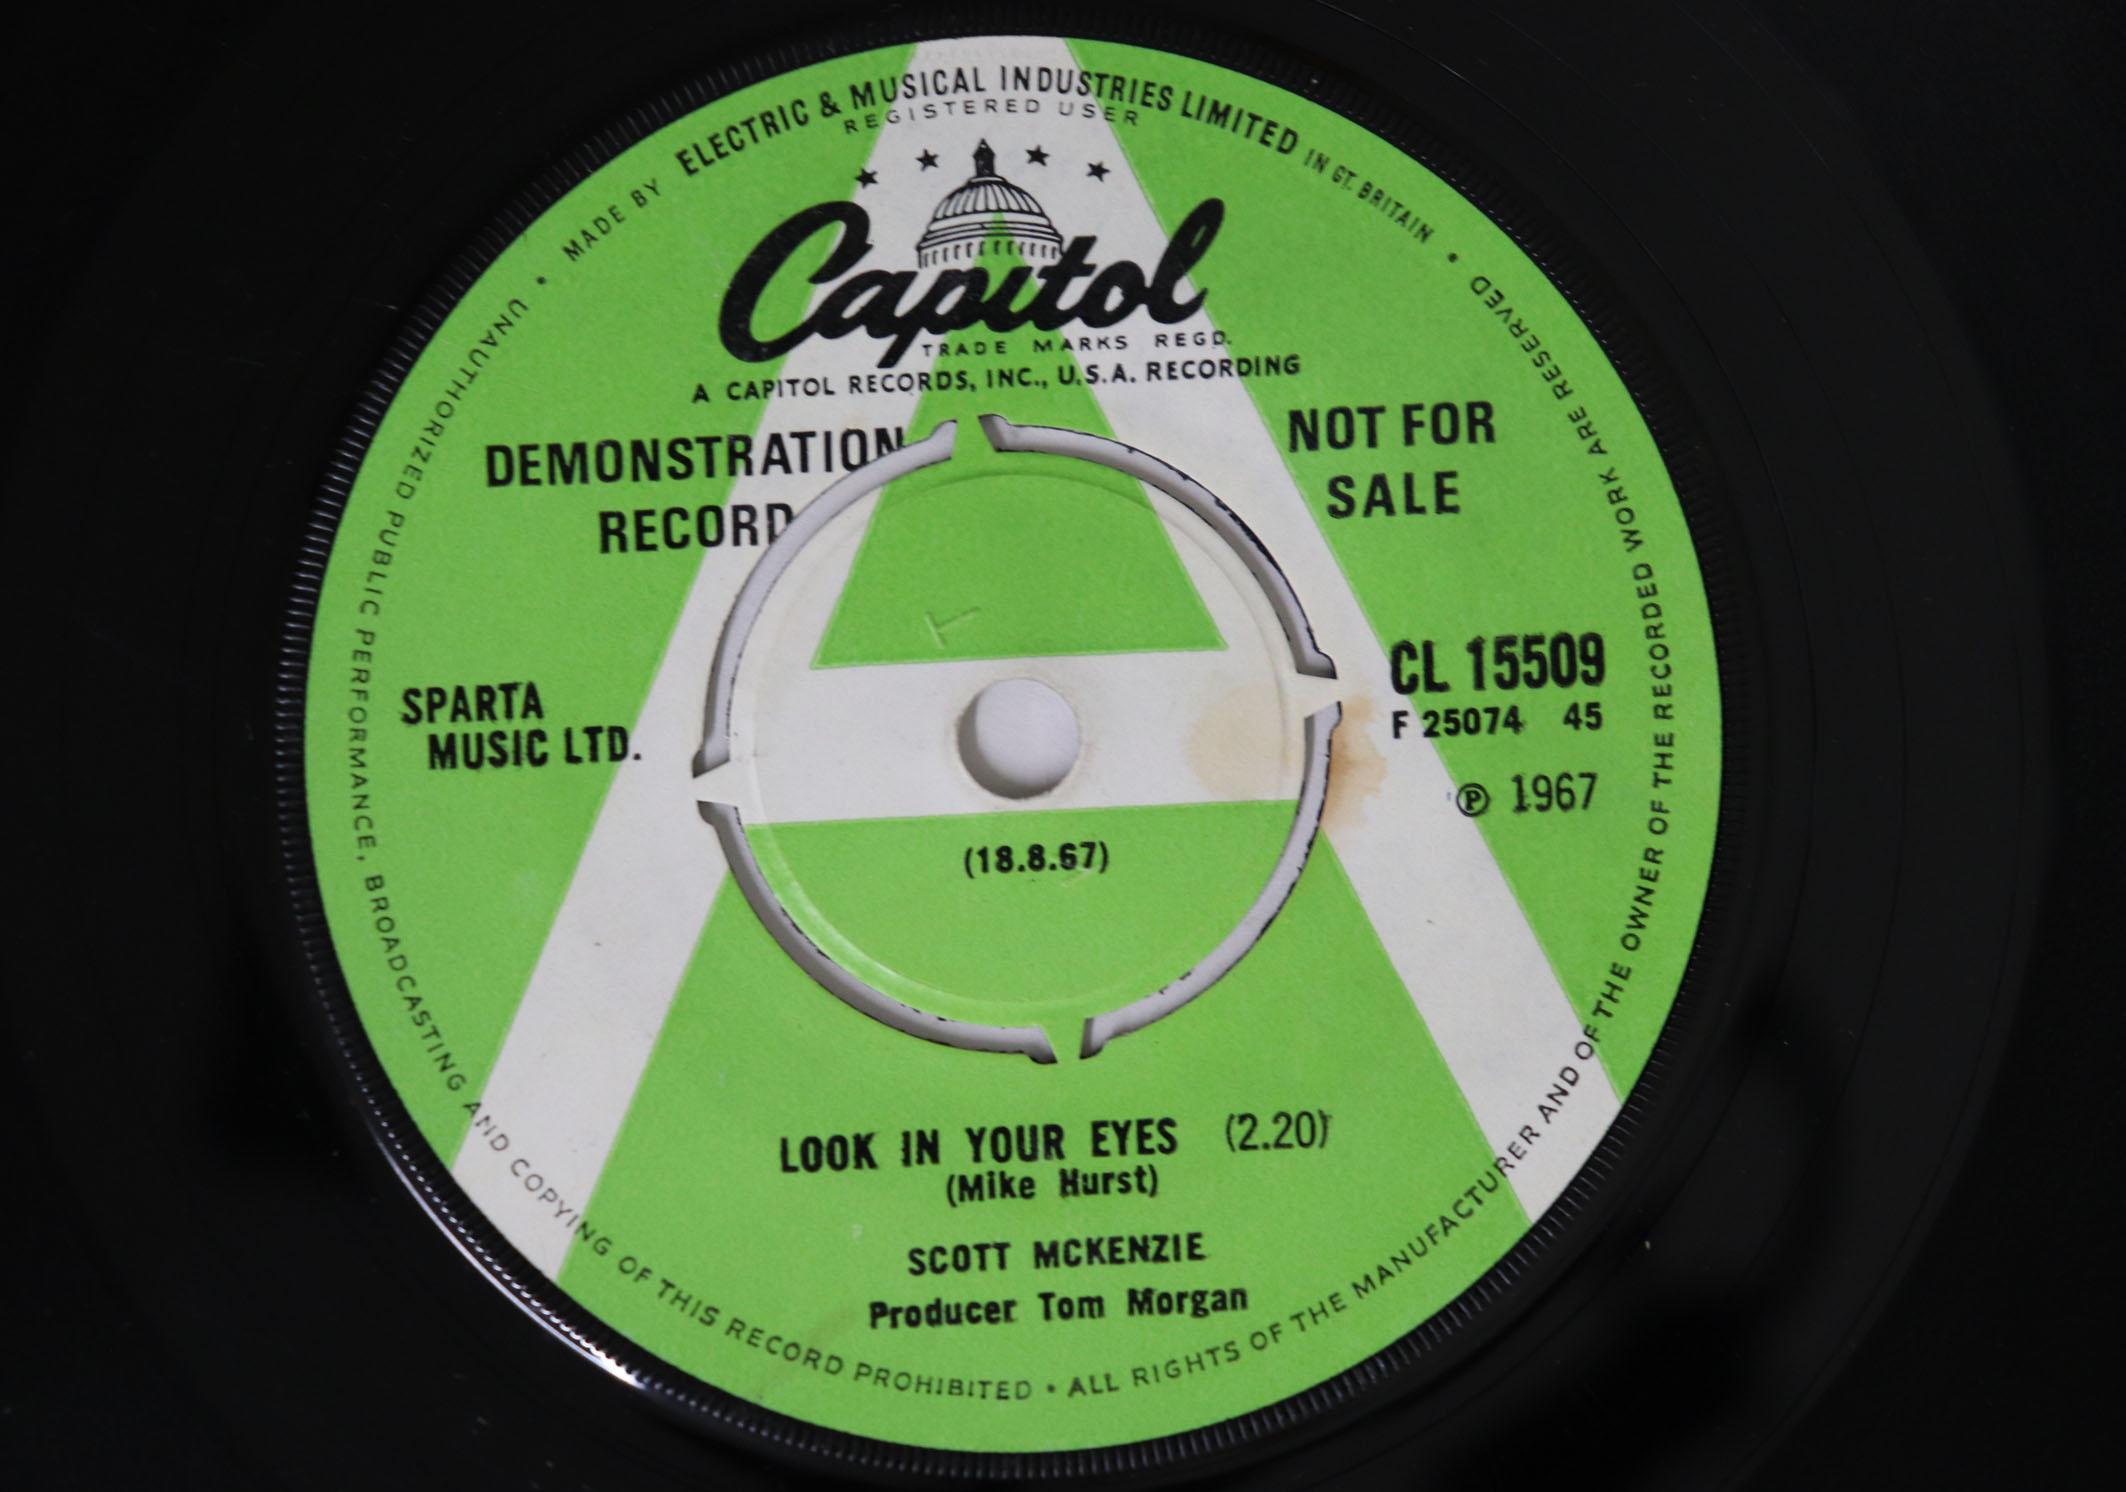 MADE BY ELECTRIC & MUSICAL INDUSTRIES LIMITED IN GT. BRITAIN •
REGISTERED USER
Capitol
TRADE MARKS REGD.
A CAPITOL RECORDS, INC., U.S.A. RECORDING
DEMONSTRATION
RECORD
NOT FOR
SALE
SPARTA
MUSIC LTD.
CL 15509
F 25074 45
℗ 1967
(18.8.67)
LOOK IN YOUR EYES (2.20)
(Mike Hurst)
SCOTT MCKENZIE
Producer Tom Morgan
• UNAUTHORIZED PUBLIC PERFORMANCE, BROADCASTING AND COPYING OF THIS RECORD PROHIBITED • ALL RIGHTS OF THE MANUFACTURER AND OF THE OWNER OF THE RECORDED WORK ARE RESERVED